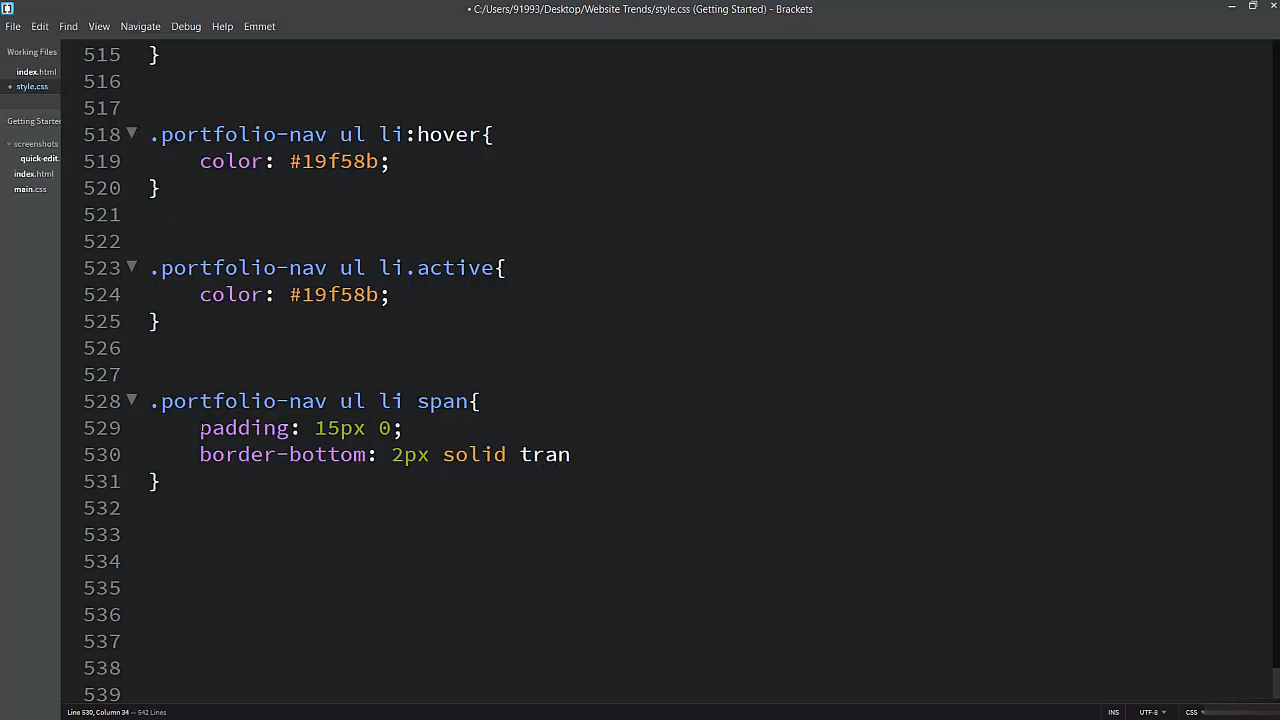 • C:/Users/91993/Desktop/Website Trends/style.css (Getting Started) - Brackets
File Edit Find View Navigate Debug Help Emmet
Working Files
index.html
• style.css
Getting Started
screenshots
quick-edit.
index.html
main.css
515 }
516
517
518 .portfolio-nav ul li:hover{
519 color: #19f58b;
520 }
521
522
523 .portfolio-nav ul li.active{
524 color: #19f58b;
525 }
526
527
528 .portfolio-nav ul li span{
529 padding: 15px 0;
530 border-bottom: 2px solid tran
531 }
532
533
534
535
536
537
538
539
Line 530, Column 34 — 542 Lines
INS UTF-8 CSS